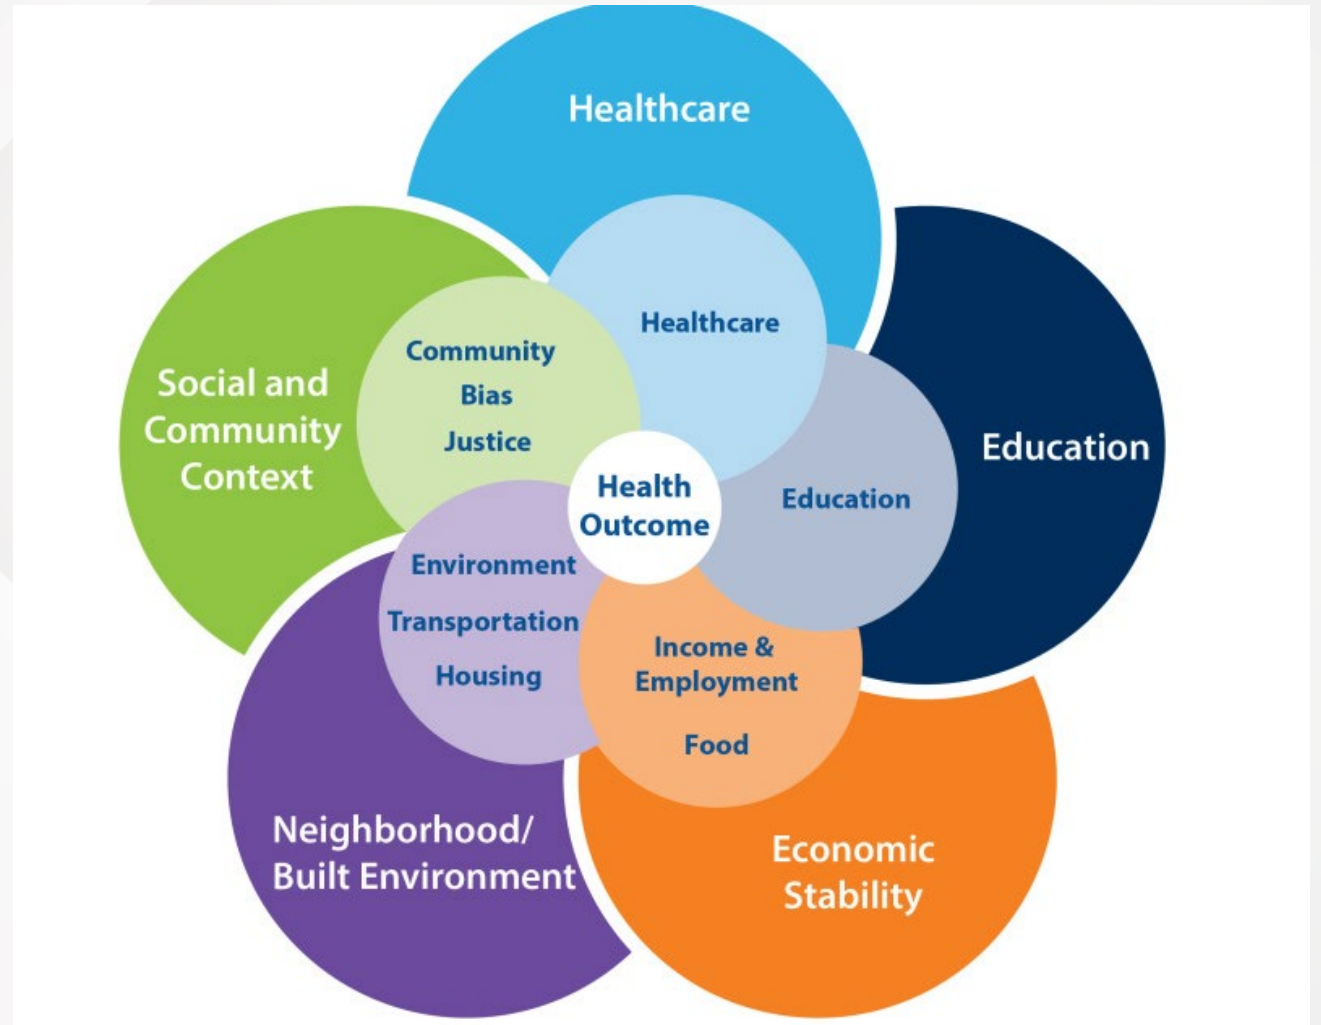 Healthcare
Healthcare
Education
Education
Economic
Stability
Income &
Employment
Food
Neighborhood/
Built Environment
Environment
Transportation
Housing
Social and
Community
Context
Community
Bias
Justice
Health
Outcome